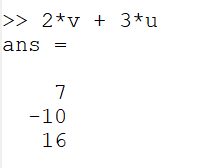 >> 2*v + 3*u
ans =
7
-10
16